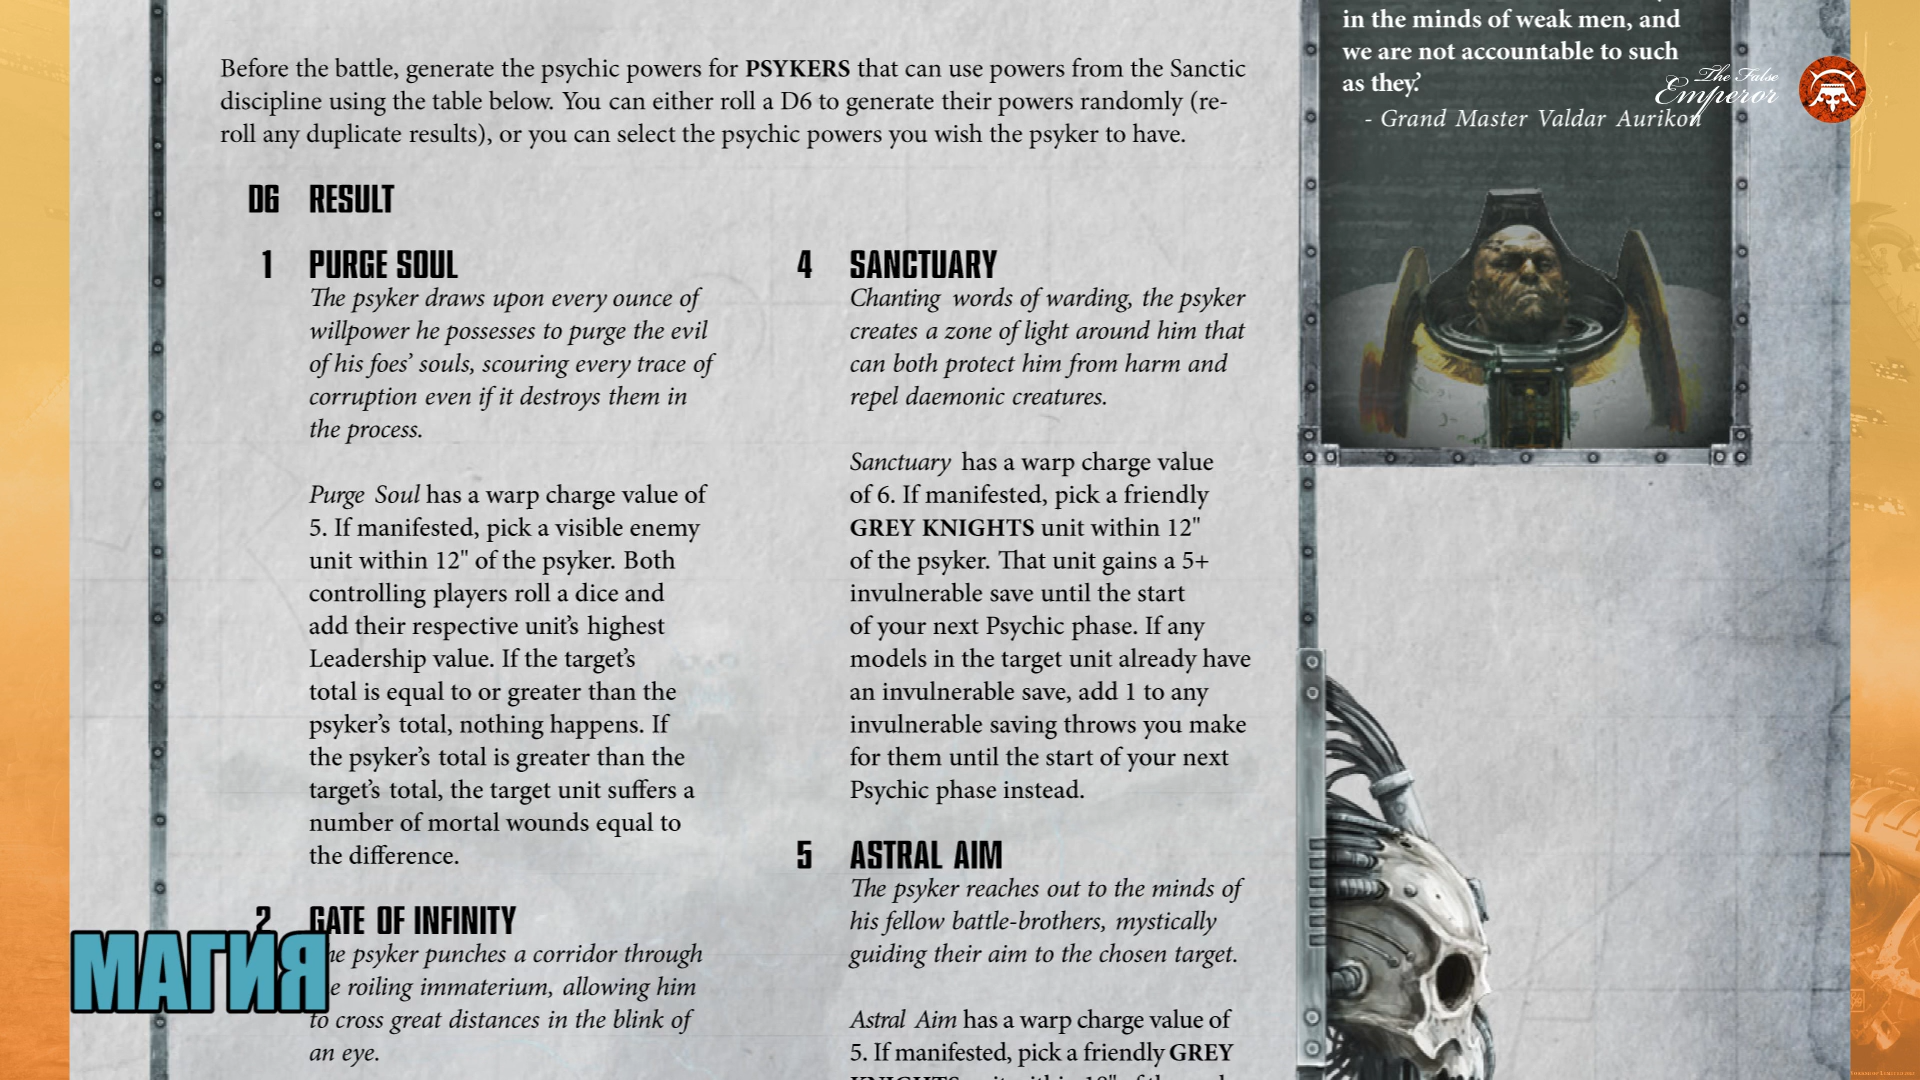 Before the battle, generate the psychic powers for PSYKERS that can use powers from the Sanctic
discipline using the table below. You can either roll a D6 to generate their powers randomly (re-
roll any duplicate results), or you can select the psychic powers you wish the psyker to have.
D6 RESULT
1 PURGE SOUL
The psyker draws upon every ounce of
willpower he possesses to purge the evil
of his foes' souls, scouring every trace of
corruption even if it destroys them in
the process.
Purge Soul has a warp charge value of
5. If manifested, pick a visible enemy
unit within 12" of the psyker. Both
controlling players roll a dice and
add their respective unit's highest
Leadership value. If the target's
total is equal to or greater than the
psyker's total, nothing happens. If
the psyker's total is greater than the
target's total, the target unit suffers a
number of mortal wounds equal to
the difference.
2 GATE OF INFINITY
he psyker punches a corridor through
e roiling immaterium, allowing him
to cross great distances in the blink of
an eye.
МАГИЯ
4 SANCTUARY
Chanting words of warding, the psyker
creates a zone of light around him that
can both protect him from harm and
repel daemonic creatures.
Sanctuary has a warp charge value
of 6. If manifested, pick a friendly
GREY KNIGHTS unit within 12"
of the psyker. That unit gains a 5+
invulnerable save until the start
of your next Psychic phase. If any
models in the target unit already have
an invulnerable save, add 1 to any
invulnerable saving throws you make
for them until the start of your next
Psychic phase instead.
5 ASTRAL AIM
The psyker reaches out to the minds of
his fellow battle-brothers, mystically
guiding their aim to the chosen target.
Astral Aim has a warp charge value of
5. If manifested, pick a friendly GREY
in the minds of weak men, and
we are not accountable to such
as they.'
- Grand Master Valdar Aurikon
The False
Emperor